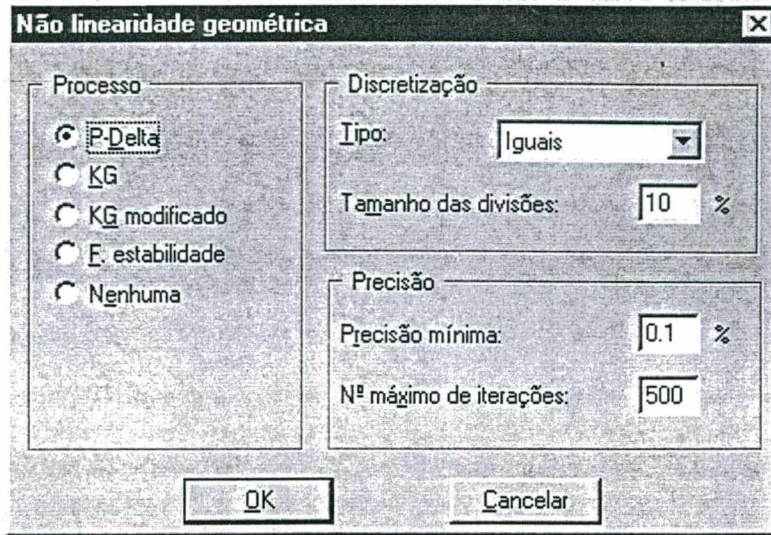 Não linearidade geométrica
Processo
P-Delta
KG
KG modificado
F. estabilidade
Nenhuma
Discretização
Tipo: Iguais
Tamanho das divisões: 10 %
Precisão
Precisão mínima: 0.1 %
Nº máximo de iterações: 500
OK
Cancelar